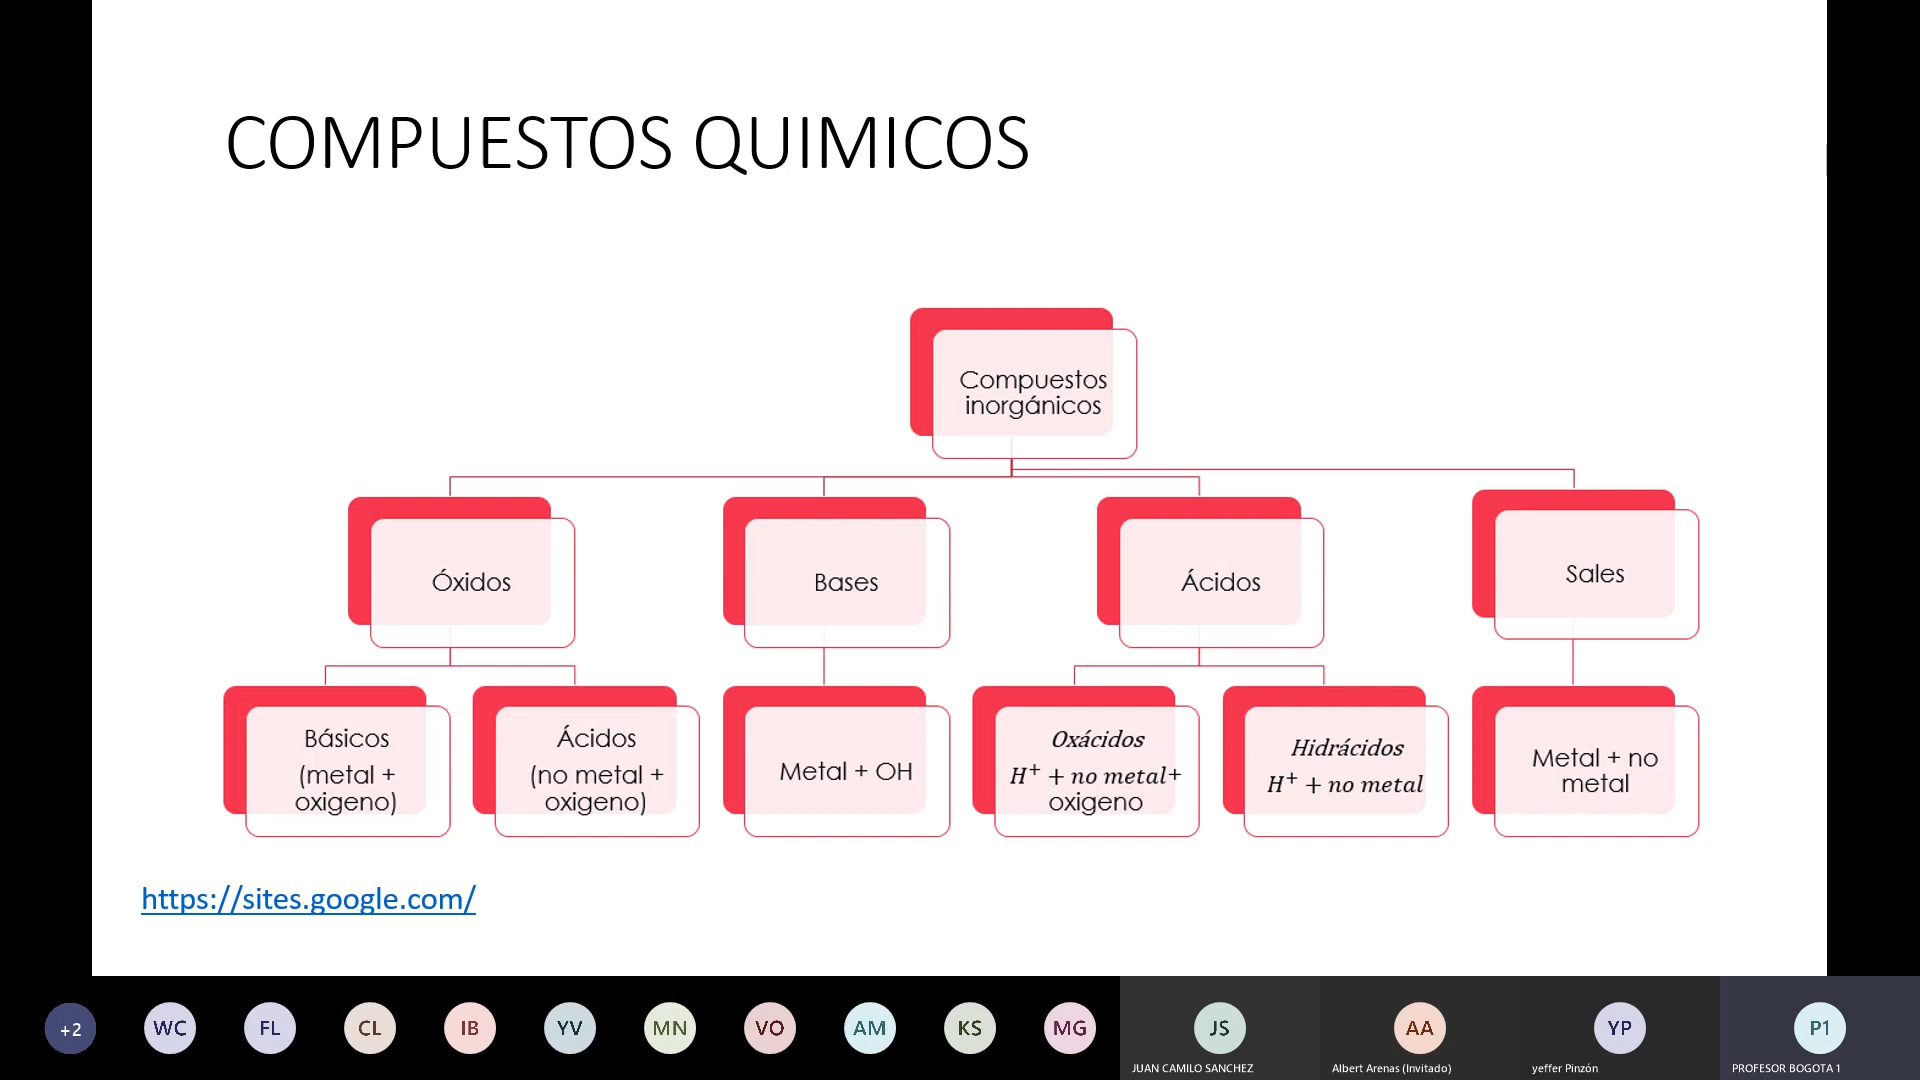 COMPUESTOS QUIMICOS
Compuestos
inorgánicos
Óxidos
Bases
Ácidos
Sales
Básicos
(metal +
oxigeno)
Ácidos
(no metal +
oxigeno)
Metal + OH
Oxácidos
H⁺ + no metal+
oxigeno
Hidrácidos
H⁺ + no metal
Metal + no
metal
https://sites.google.com/
+2
WC
FL
CL
IB
YV
MN
VO
AM
KS
MG
JS
AA
YP
P1
JUAN CAMILO SANCHEZ
Albert Arenas (Invitado)
yeffer Pinzón
PROFESOR BOGOTA 1